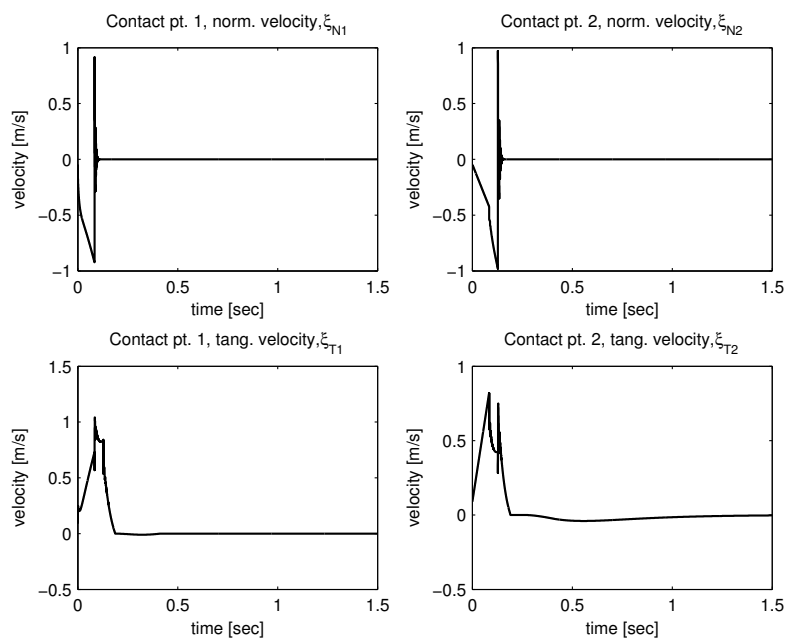 Contact pt. 1, norm. velocity,ξN1
1
0.5
0
−0.5
−1
velocity [m/s]
0 0.5 1 1.5
time [sec]
Contact pt. 2, norm. velocity,ξN2
1
0.5
0
−0.5
−1
velocity [m/s]
0 0.5 1 1.5
time [sec]
Contact pt. 1, tang. velocity,ξT1
1.5
1
0.5
0
−0.5
velocity [m/s]
0 0.5 1 1.5
time [sec]
Contact pt. 2, tang. velocity,ξT2
1
0.5
0
−0.5
velocity [m/s]
0 0.5 1 1.5
time [sec]